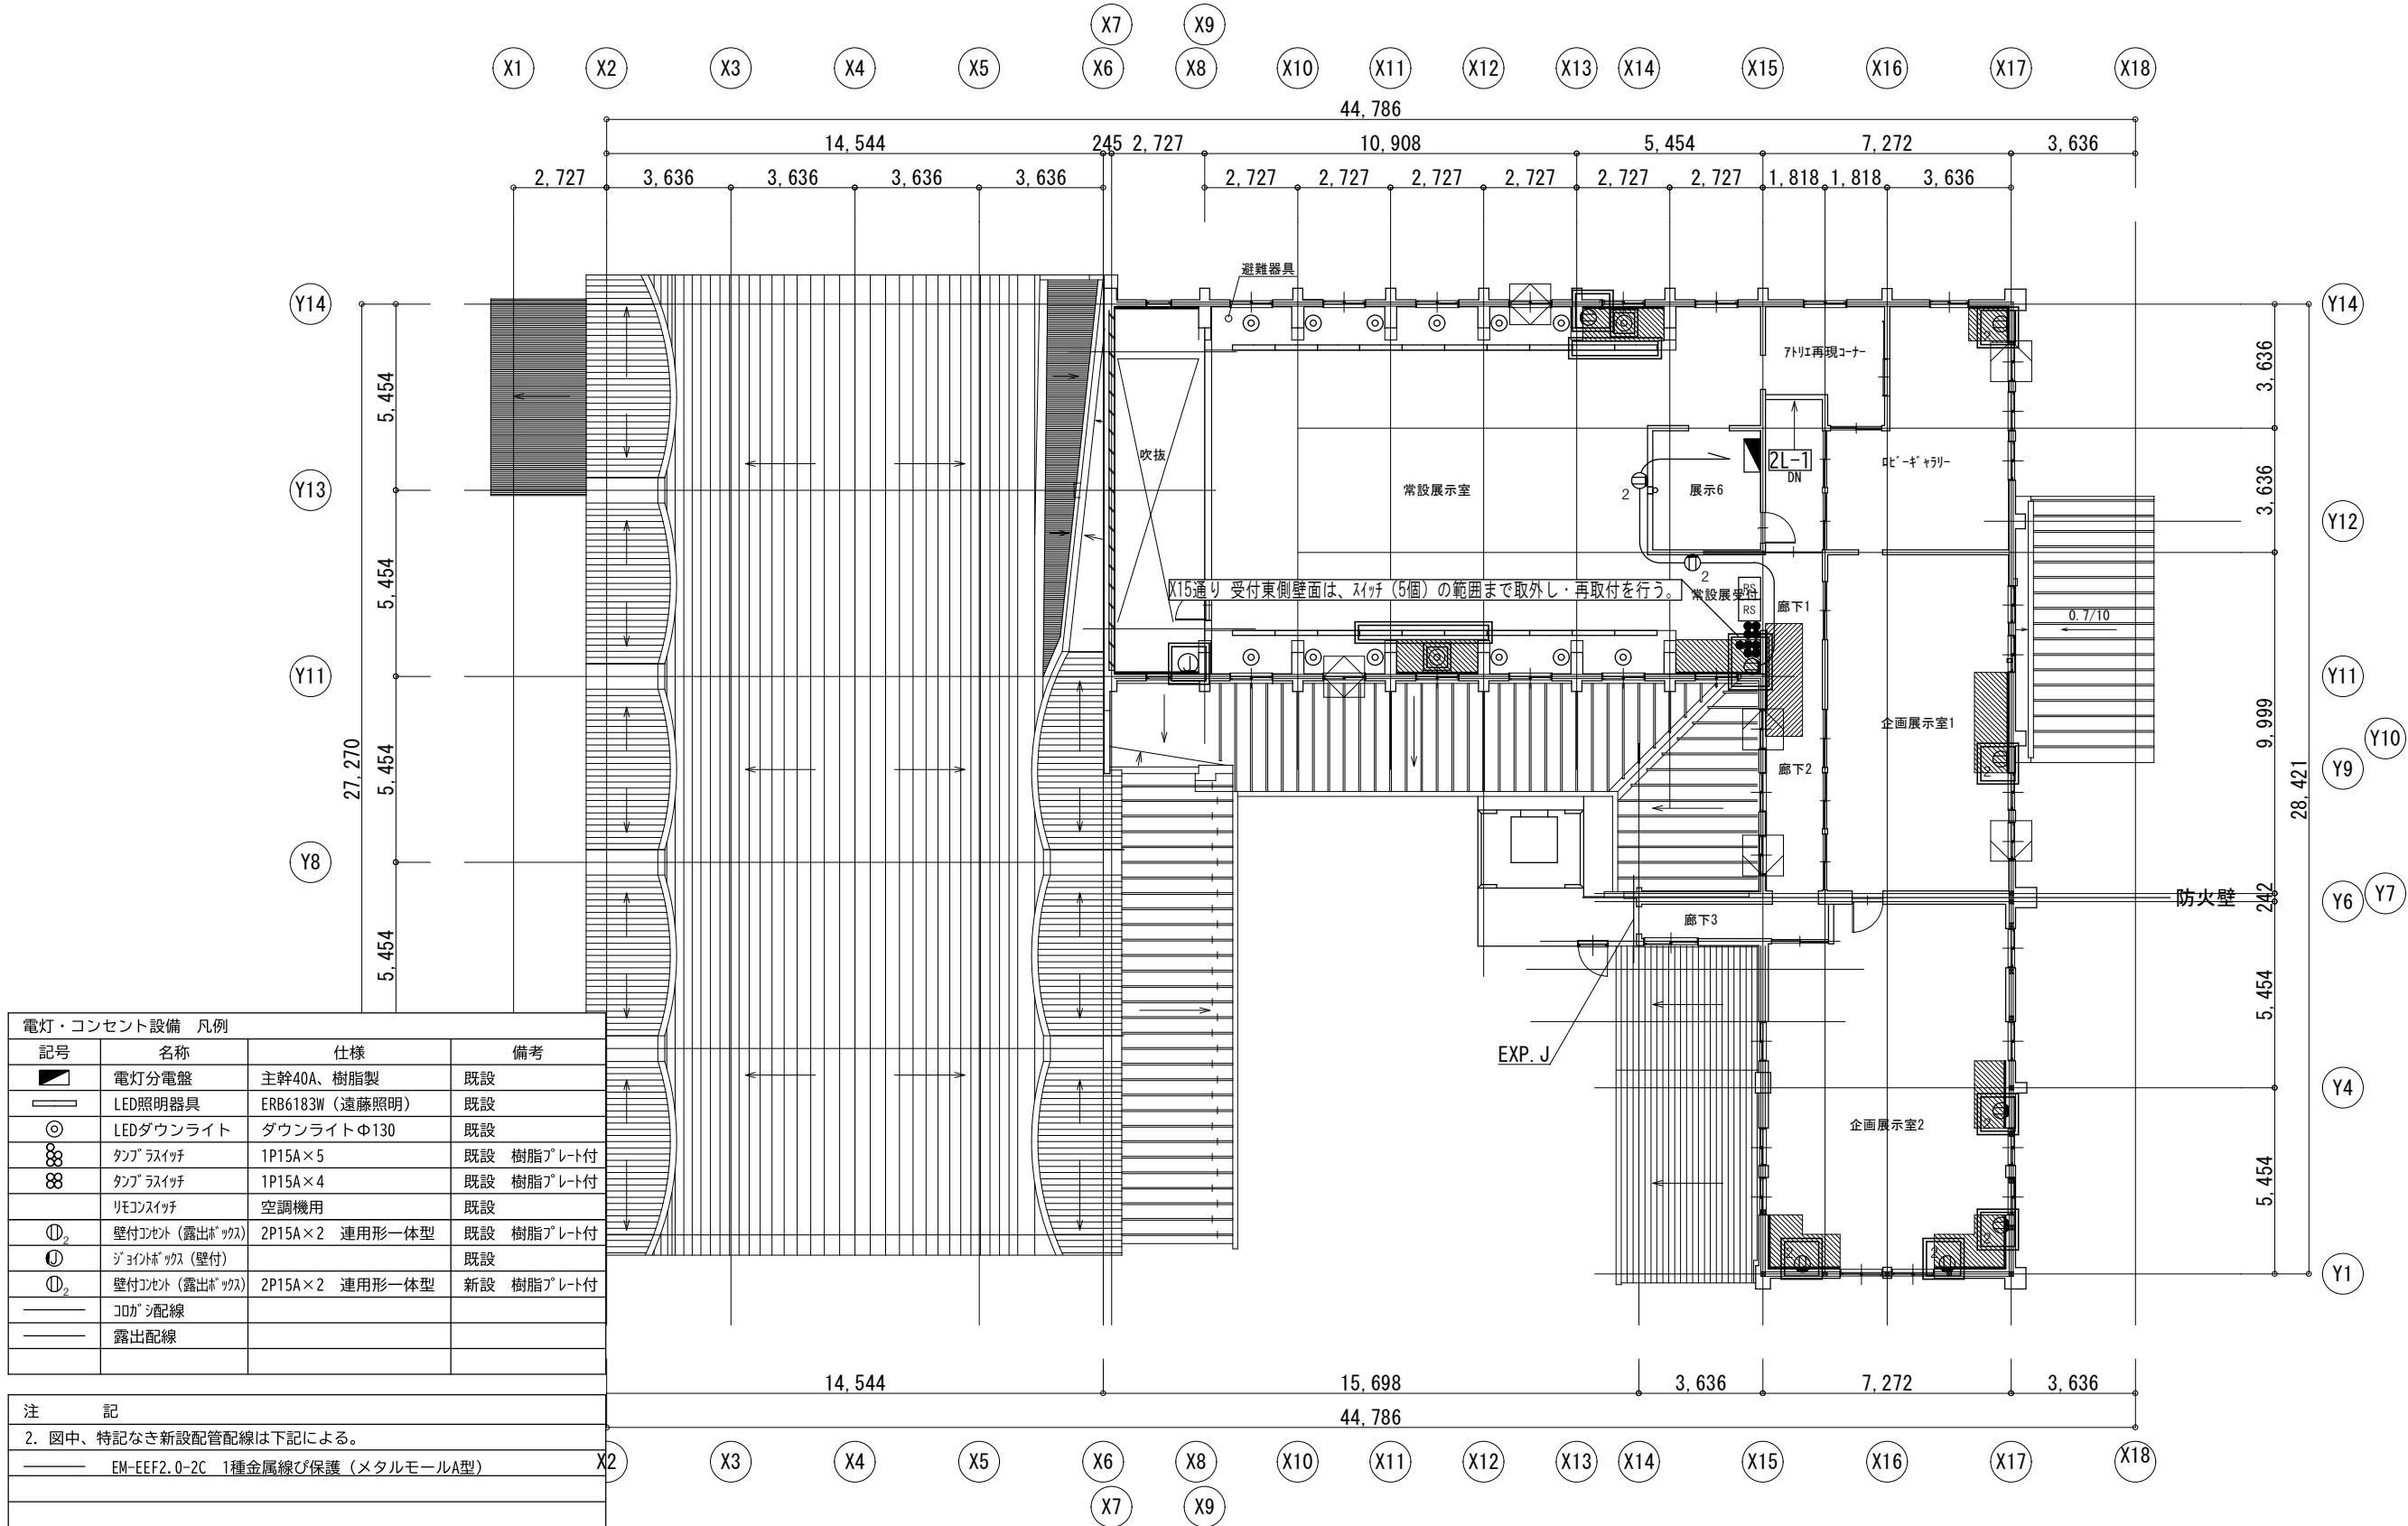 X7 X9
X1 X2 X3 X4 X5 X6 X8 X10 X11 X12 X13 X14 X15 X16 X17 X18
44,786
14,544 245 2,727 10,908 5,454 7,272 3,636
2,727 3,636 3,636 3,636 3,636 2,727 2,727 2,727 2,727 2,727 2,727 1,818 1,818 3,636
避難器具
Y14 Y14
アトリエ再現コーナー
5,454 3,636
吹抜
2L-1
DN
ロビーギャラリー
Y13
常設展示室
展示6
2
3,636
Y12
2
X15通り 受付東側壁面は、スイッチ（5個）の範囲まで取外し・再取付を行う。
常設展受付
RS
RS
廊下1
5,454
0.7/10
J
Y11 Y11
企画展示室1
9,999
Y10
廊下2
2
Y9
27,270
5,454
28,421
Y8
防火壁
242
Y7
Y6
廊下3
5,454
5,454
EXP.J
Y4
2
企画展示室2
5,454
2
2
2
Y1
電灯・コンセント設備 凡例
記号 名称 仕様 備考
電灯分電盤 主幹40A、樹脂製 既設
LED照明器具 ERB6183W（遠藤照明） 既設
LEDダウンライト ダウンライトΦ130 既設
タンブラスイッチ 1P15A×5 既設 樹脂プレート付
タンブラスイッチ 1P15A×4 既設 樹脂プレート付
リモコンスイッチ 空調機用 既設
2 壁付コンセント（露出ボックス） 2P15A×2 連用形一体型 既設 樹脂プレート付
J ジョイントボックス（壁付） 既設
2 壁付コンセント（露出ボックス） 2P15A×2 連用形一体型 新設 樹脂プレート付
コロガシ配線
露出配線
注 記
2. 図中、特記なき新設配管配線は下記による。
EM-EEF2.0-2C 1種金属線ぴ保護（メタルモールA型）
14,544 15,698 3,636 7,272 3,636
44,786
X2 X3 X4 X5 X6 X8 X10 X11 X12 X13 X14 X15 X16 X17 X18
X7 X9